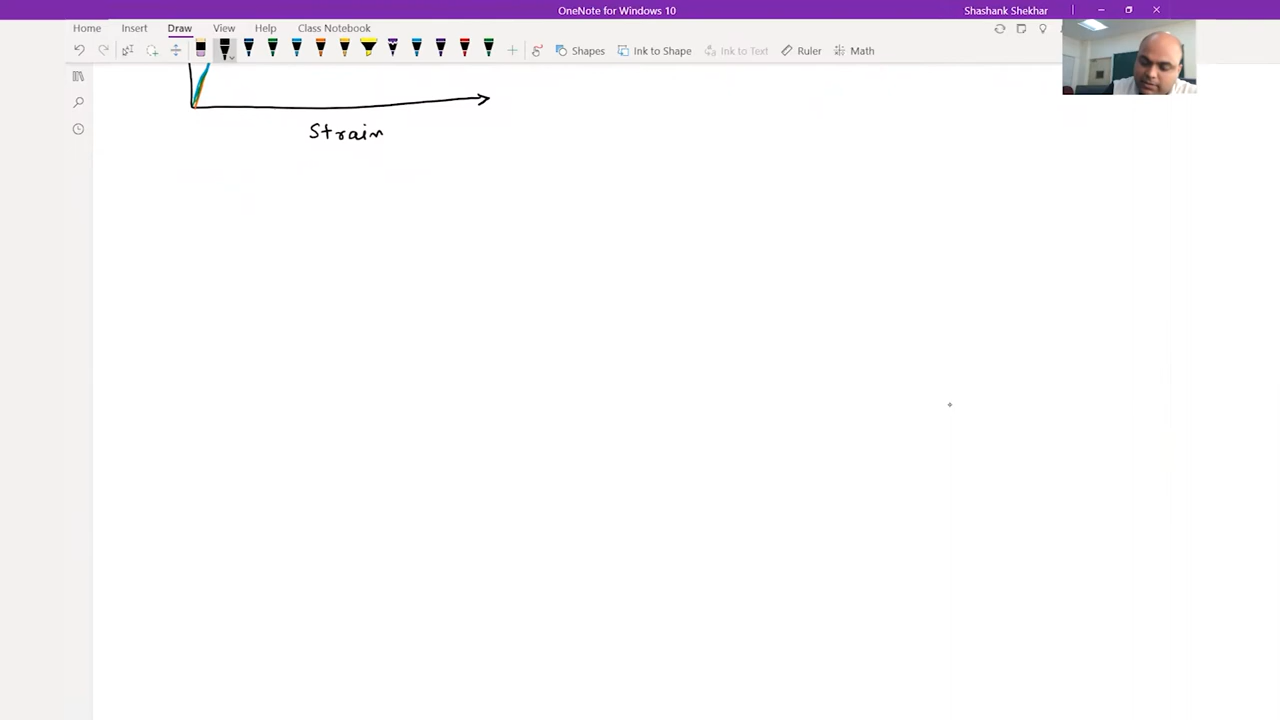 OneNote for Windows 10
Shashank Shekhar
Home Insert Draw View Help Class Notebook
Shapes Ink to Shape Ink to Text Ruler Math
Strain